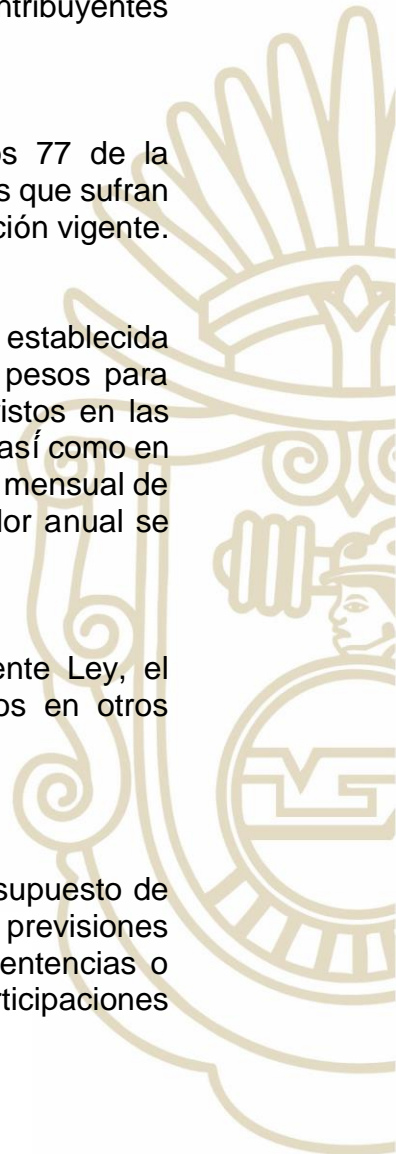 ntribuyentes
os 77 de la
s que sufran
ción vigente.
establecida
pesos para
istos en las
así como en
mensual de
lor anual se
ente Ley, el
os en otros
supuesto de
previsiones
entencias o
rticipaciones